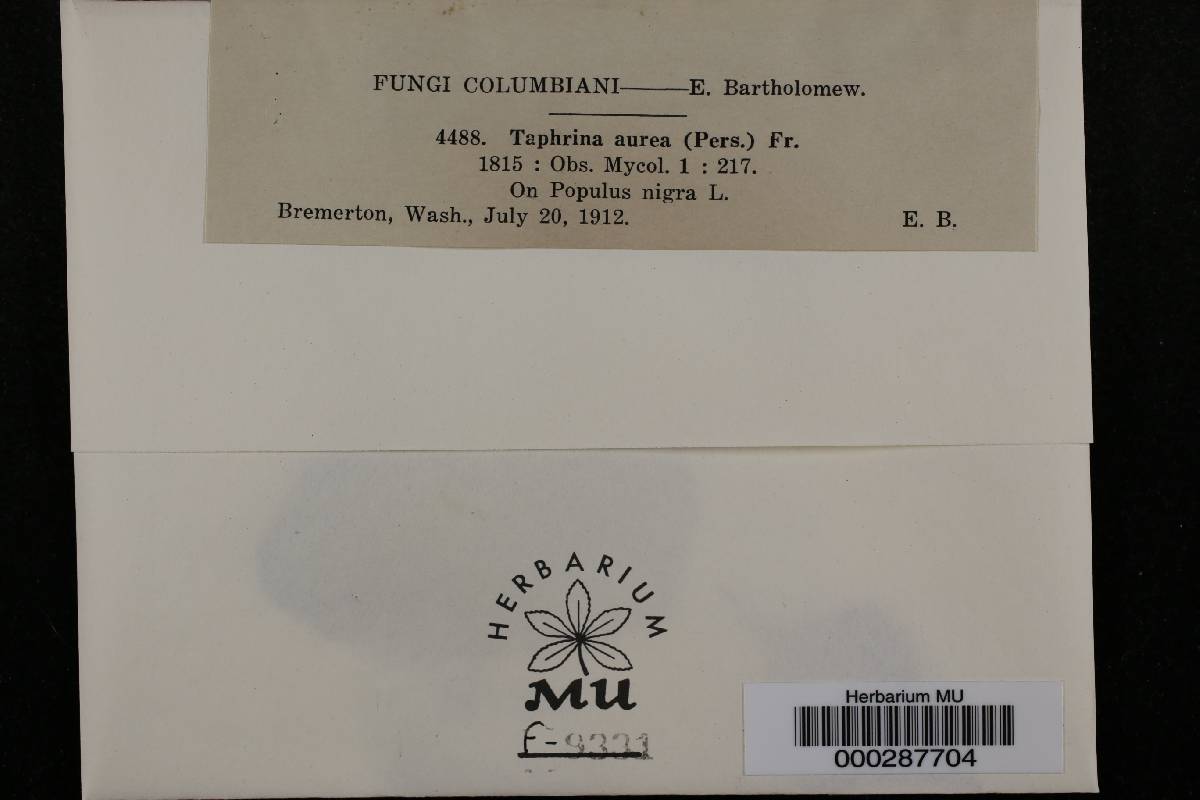 FUNGI COLUMBIANI——E. Bartholomew.
4488. Taphrina aurea (Pers.) Fr.
1815 : Obs. Mycol. 1 : 217.
On Populus nigra L.
Bremerton, Wash., July 20, 1912. E. B.
HERBARIUM
MU
F-9331
Herbarium MU
000287704